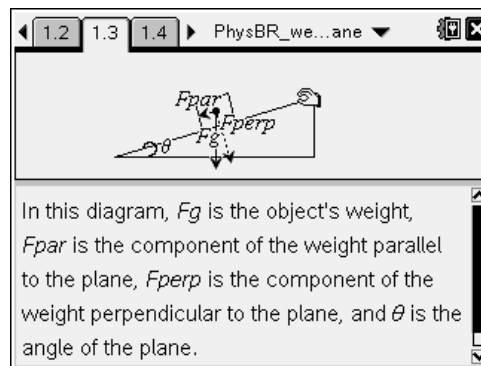 1.2 1.3 1.4 PhysBR_we...ane
Fpar
Fperp
Fg
θ
In this diagram, Fg is the object's weight,
Fpar is the component of the weight parallel
to the plane, Fperp is the component of the
weight perpendicular to the plane, and θ is the
angle of the plane.